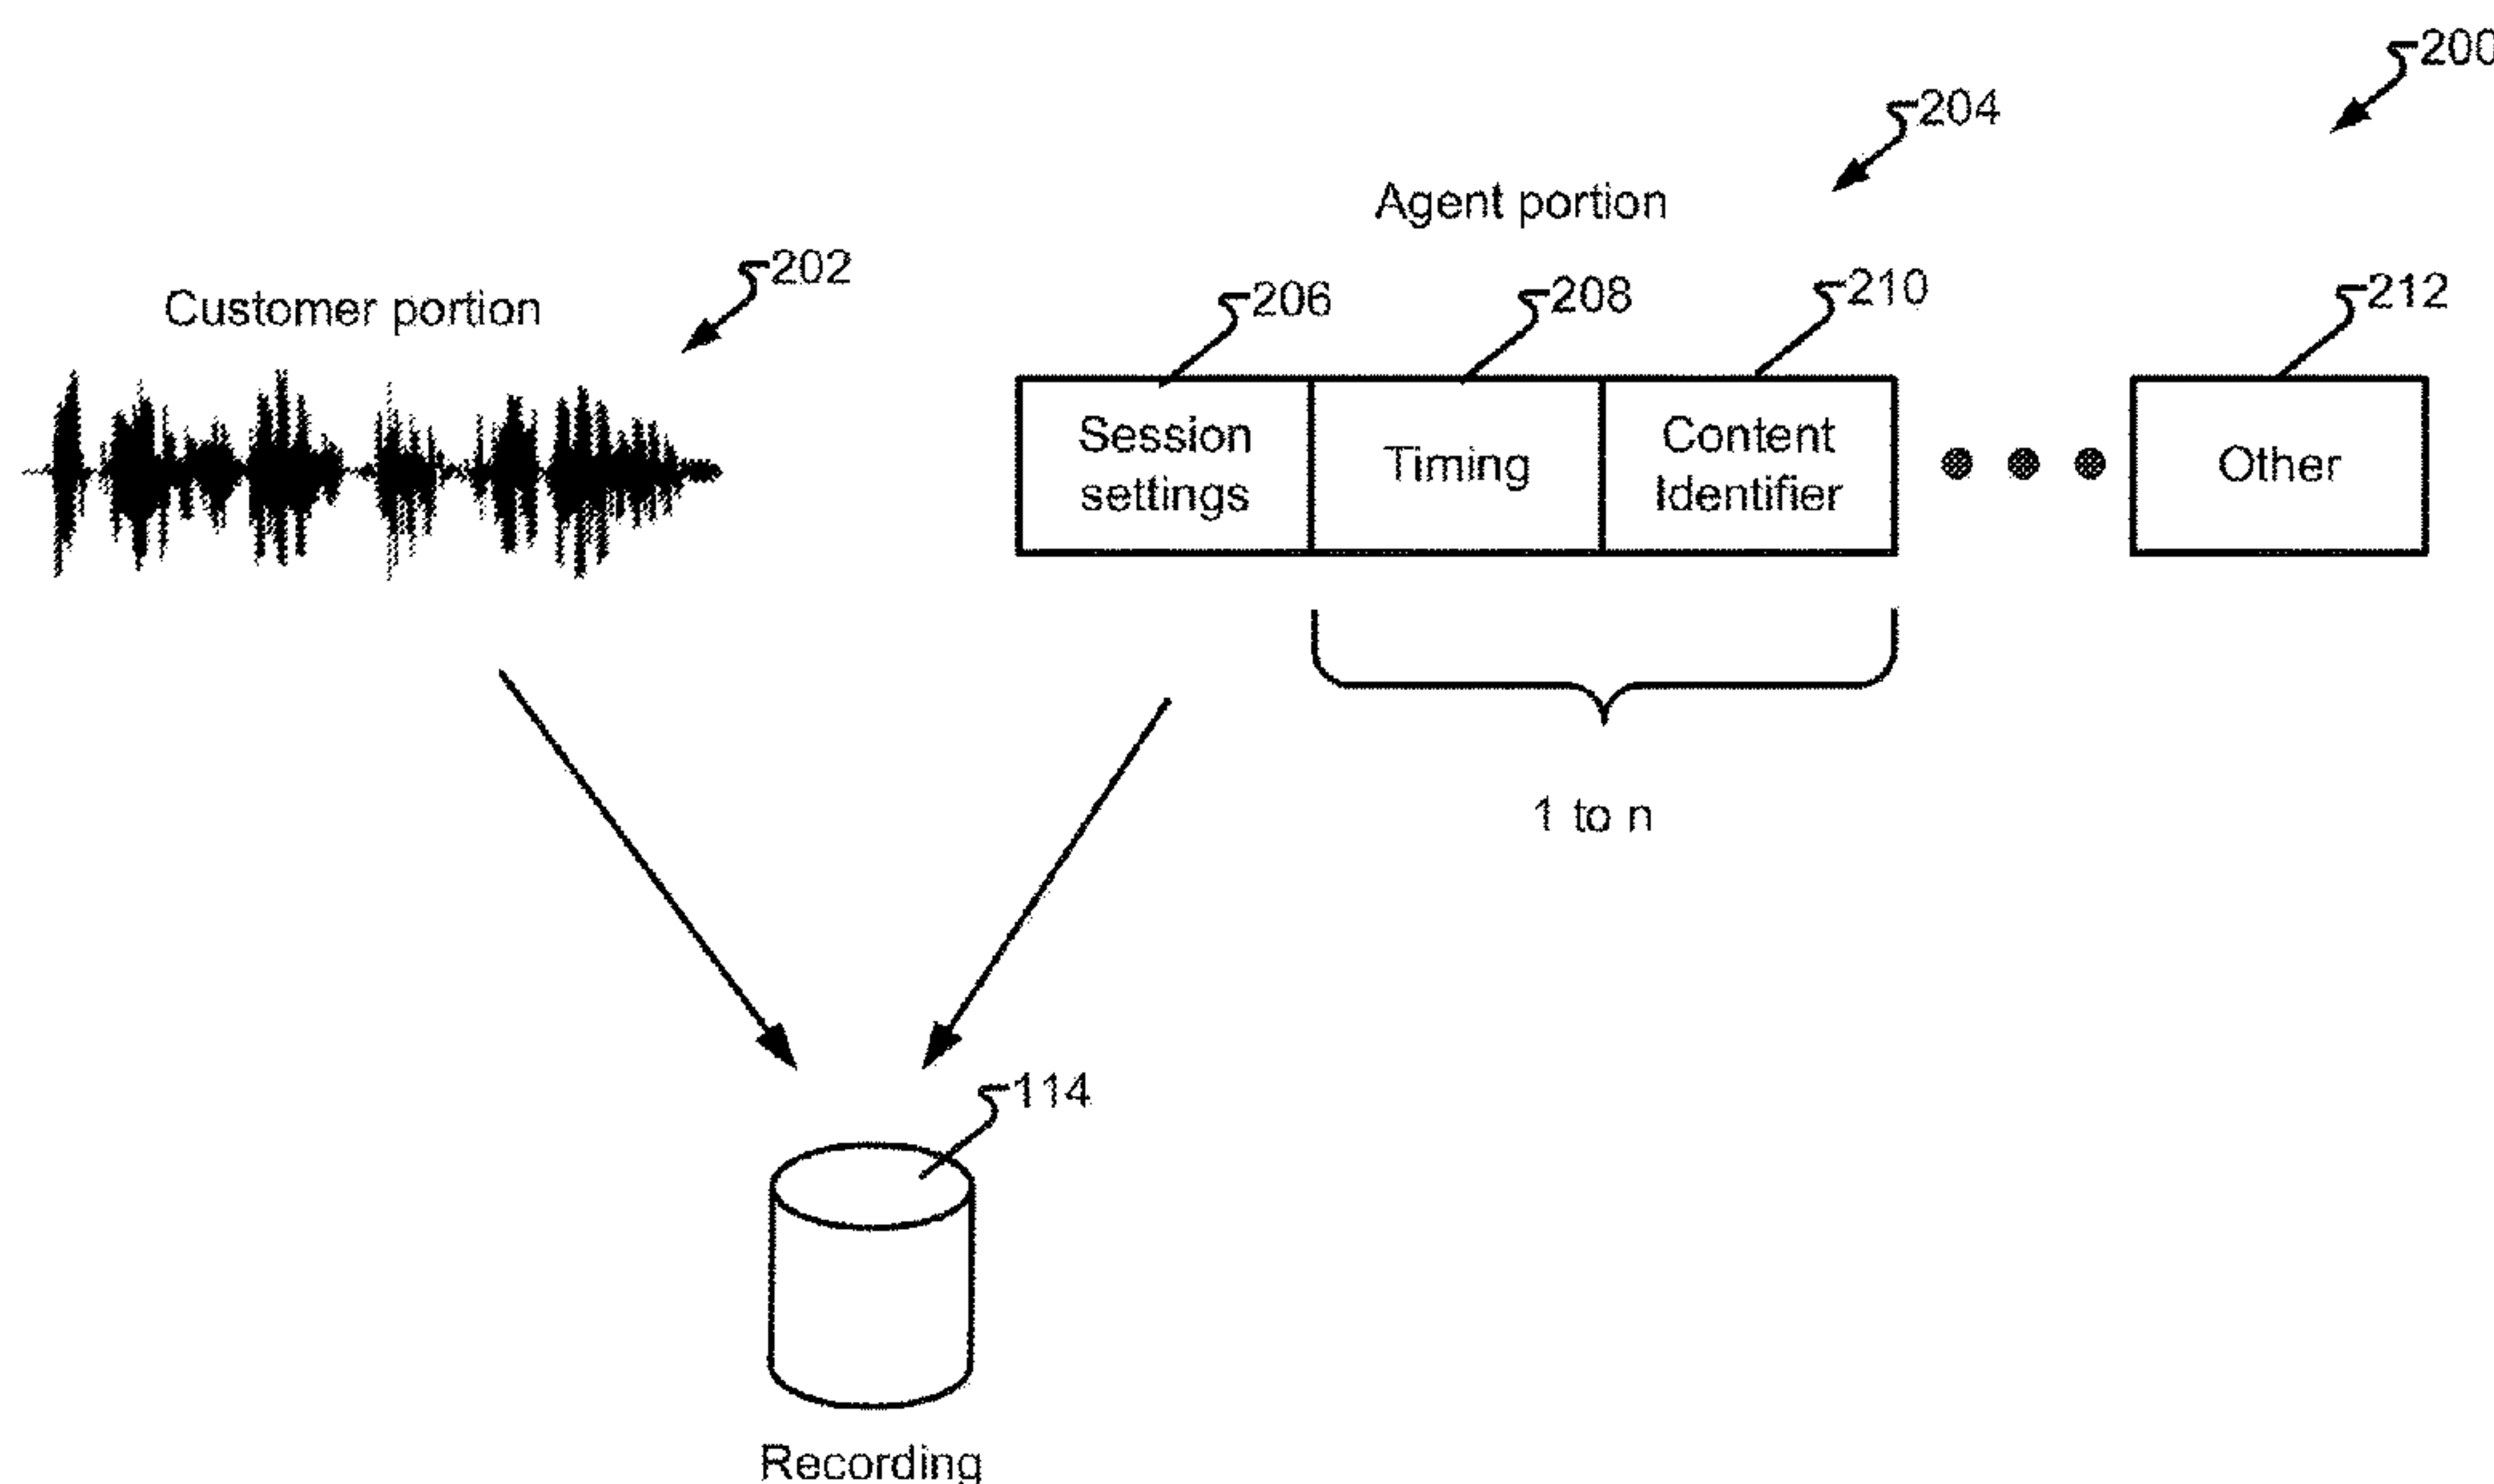 200
204
Agent portion
202
Customer portion
206
208
210
212
Session settings
Timing
Content Identifier
Other
1 to n
114
Recording